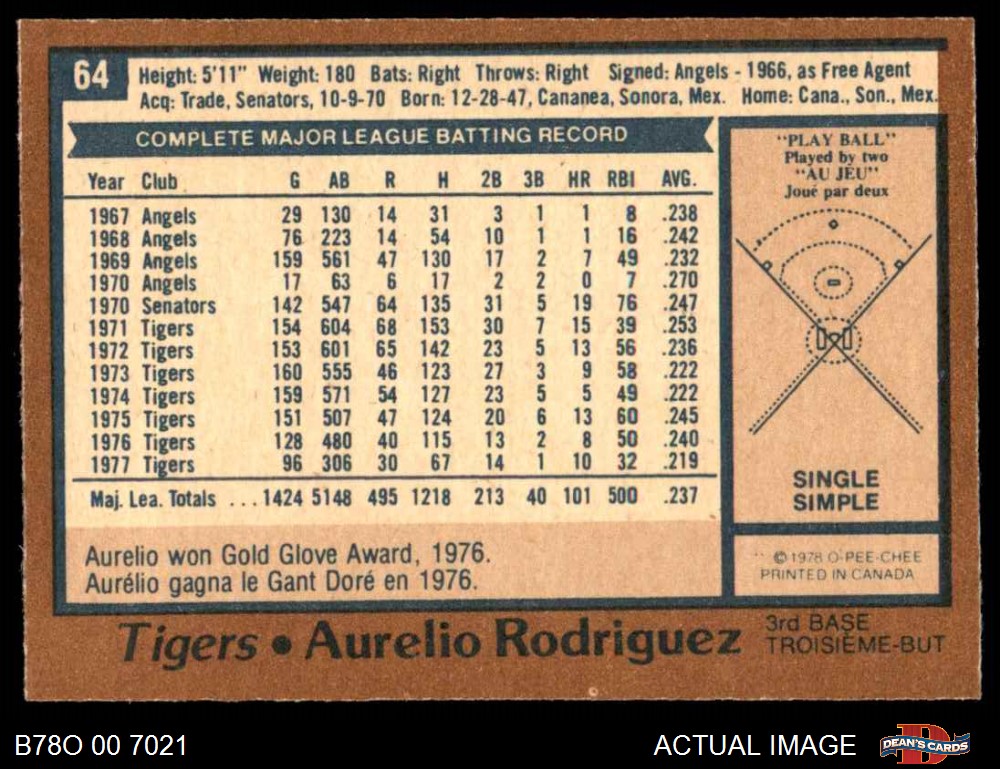 64
Height: 5'11" Weight: 180 Bats: Right Throws: Right Signed: Angels - 1966, as Free Agent
Acq: Trade, Senators, 10-9-70 Born: 12-28-47, Cananea, Sonora, Mex. Home: Cana., Son., Mex.
COMPLETE MAJOR LEAGUE BATTING RECORD
Year Club G AB R H 2B 3B HR RBI AVG.
1967 Angels 29 130 14 31 3 1 1 8 .238
1968 Angels 76 223 14 54 10 1 1 16 .242
1969 Angels 159 561 47 130 17 2 7 49 .232
1970 Angels 17 63 6 17 2 2 0 7 .270
1970 Senators 142 547 64 135 31 5 19 76 .247
1971 Tigers 154 604 68 153 30 7 15 39 .253
1972 Tigers 153 601 65 142 23 5 13 56 .236
1973 Tigers 160 555 46 123 27 3 9 58 .222
1974 Tigers 159 571 54 127 23 5 5 49 .222
1975 Tigers 151 507 47 124 20 6 13 60 .245
1976 Tigers 128 480 40 115 13 2 8 50 .240
1977 Tigers 96 306 30 67 14 1 10 32 .219
Maj. Lea. Totals ...1424 5148 495 1218 213 40 101 500 .237
Aurelio won Gold Glove Award, 1976.
Aurélio gagna le Gant Doré en 1976.
"PLAY BALL"
Played by two
"AU JEU"
Joué par deux
SINGLE
SIMPLE
© 1978 O-PEE-CHEE
PRINTED IN CANADA
Tigers • Aurelio Rodriguez
3rd BASE
TROISIÈME-BUT
B78O 00 7021
ACTUAL IMAGE
D
DEAN'S CARDS